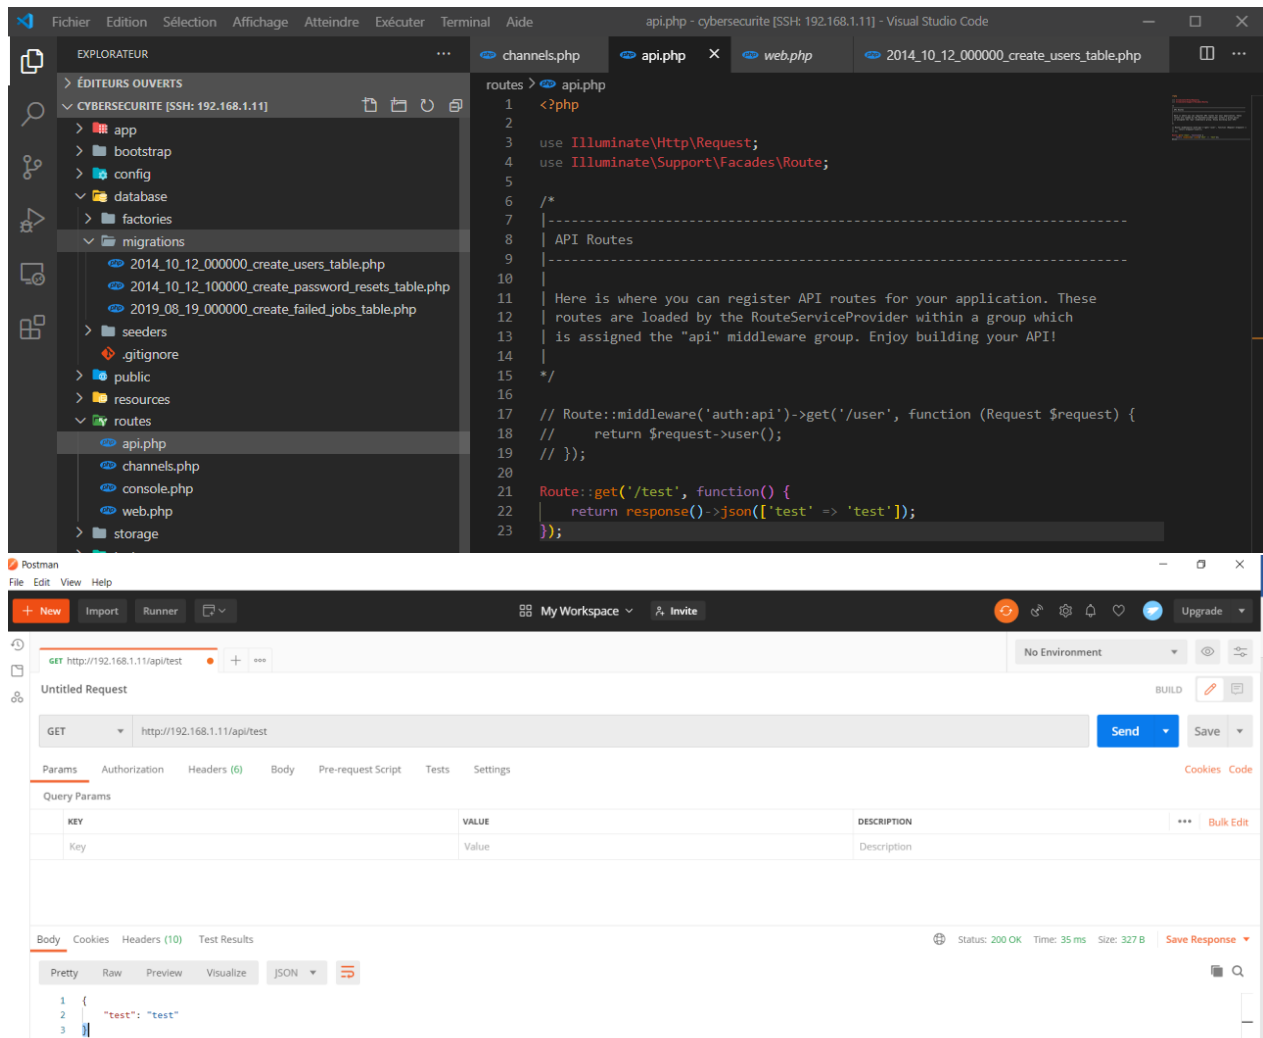 Fichier Edition Sélection Affichage Atteindre Exécuter Terminal Aide api.php - cybersecurite [SSH: 192.168.1.11] - Visual Studio Code
EXPLORATEUR
ÉDITEURS OUVERTS
CYBERSECURITE [SSH: 192.168.1.11]
app
bootstrap
config
database
factories
migrations
2014_10_12_000000_create_users_table.php
2014_10_12_100000_create_password_resets_table.php
2019_08_19_000000_create_failed_jobs_table.php
seeders
.gitignore
public
resources
routes
api.php
channels.php
console.php
web.php
storage
channels.php api.php web.php 2014_10_12_000000_create_users_table.php
routes > api.php
1 <?php
2
3 use Illuminate\Http\Request;
4 use Illuminate\Support\Facades\Route;
5
6 /*
7 |--------------------------------------------------------------------------
8 | API Routes
9 |--------------------------------------------------------------------------
10 |
11 | Here is where you can register API routes for your application. These
12 | routes are loaded by the RouteServiceProvider within a group which
13 | is assigned the "api" middleware group. Enjoy building your API!
14 |
15 */
16
17 // Route::middleware('auth:api')->get('/user', function (Request $request) {
18 //     return $request->user();
19 // });
20
21 Route::get('/test', function() {
22     return response()->json(['test' => 'test']);
23 });
Postman
File Edit View Help
+ New Import Runner My Workspace Invite Upgrade
GET http://192.168.1.11/api/test No Environment
Untitled Request BUILD
GET http://192.168.1.11/api/test Send Save
Params Authorization Headers (6) Body Pre-request Script Tests Settings Cookies Code
Query Params
KEY VALUE DESCRIPTION Bulk Edit
Key Value Description
Body Cookies Headers (10) Test Results Status: 200 OK Time: 35 ms Size: 327 B Save Response
Pretty Raw Preview Visualize JSON
1 {
2     "test": "test"
3 }